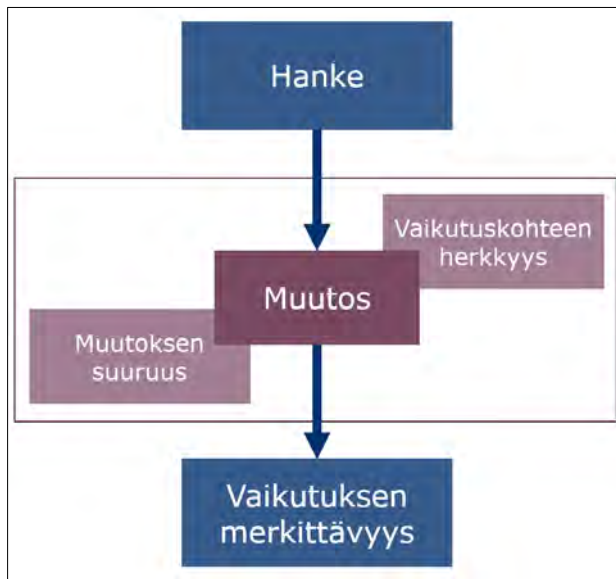 Hanke
Vaikutuskohteen
herkkyys
Muutos
Muutoksen
suuruus
Vaikutuksen
merkittävyys